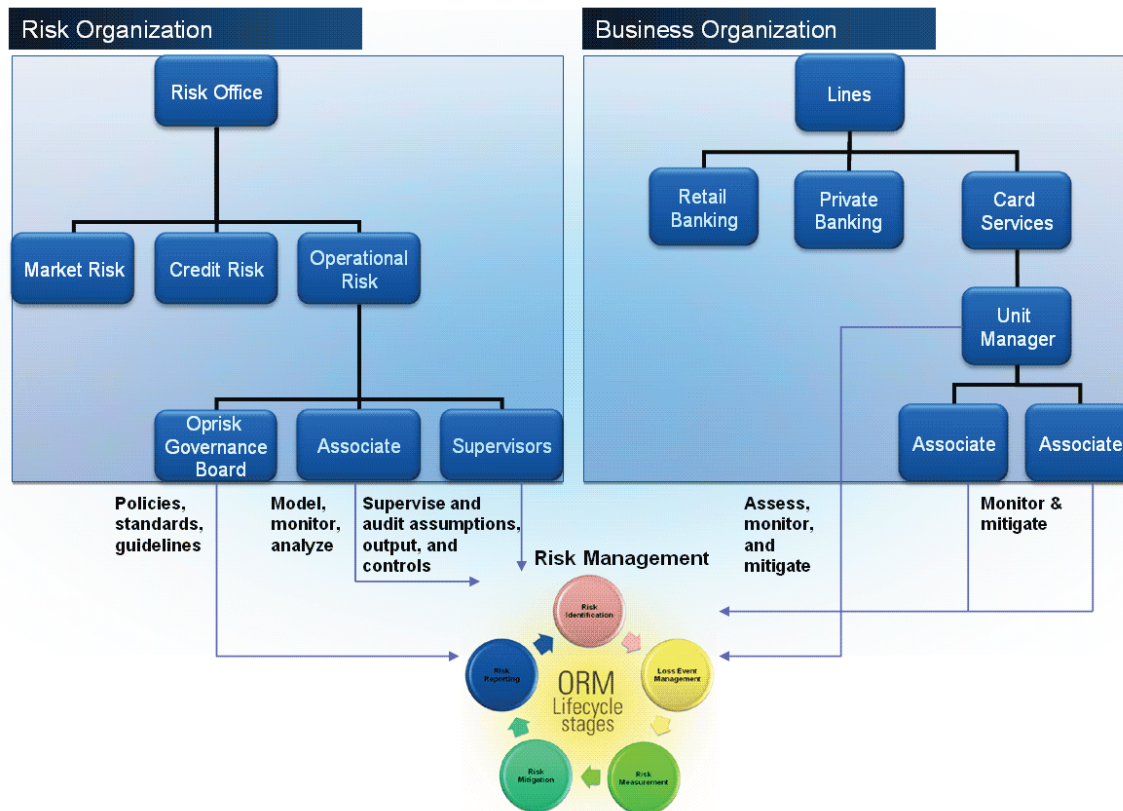 Risk Organization
Business Organization
Risk Office
Lines
Retail
Banking
Private
Banking
Card
Services
Market Risk
Credit Risk
Operational
Risk
Unit
Manager
Oprisk
Governance
Board
Associate
Supervisors
Associate
Associate
Policies,
standards,
guidelines
Model,
monitor,
analyze
Supervise and
audit assumptions,
output, and
controls
Assess,
monitor,
and
mitigate
Monitor &
mitigate
Risk Management
Risk
Identification
Risk
Reporting
Loss Event
Management
ORM
Lifecycle
stages
Risk
Mitigation
Risk
Measurement